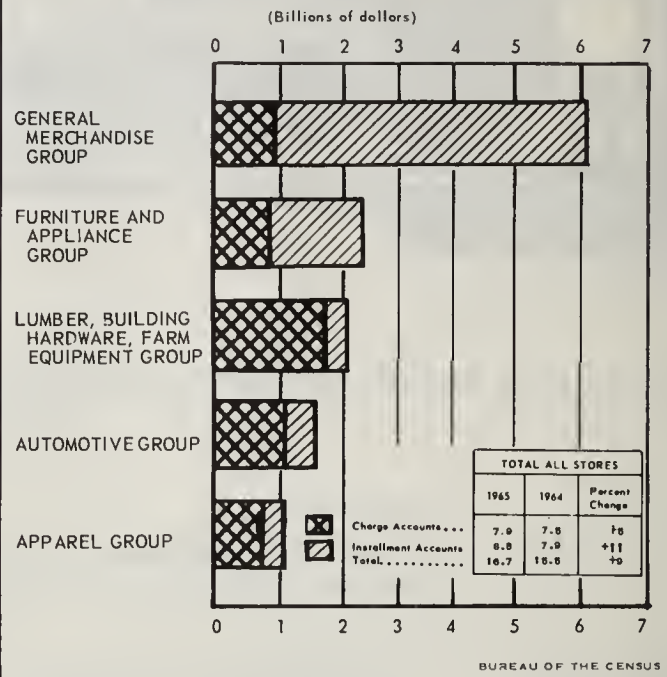 (Billions of dollars)
0 1 2 3 4 5 6 7
GENERAL
MERCHANDISE
GROUP
FURNITURE AND
APPLIANCE
GROUP
LUMBER, BUILDING
HARDWARE, FARM
EQUIPMENT GROUP
AUTOMOTIVE GROUP
APPAREL GROUP
TOTAL ALL STORES
1965 1964 Percent
Change
Charge Accounts... 7.9
Installment Accounts 8.8 7.9 +11
Total........... 16.7 +9
0 1 2 3 4 5 6 7
BUREAU OF THE CENSUS